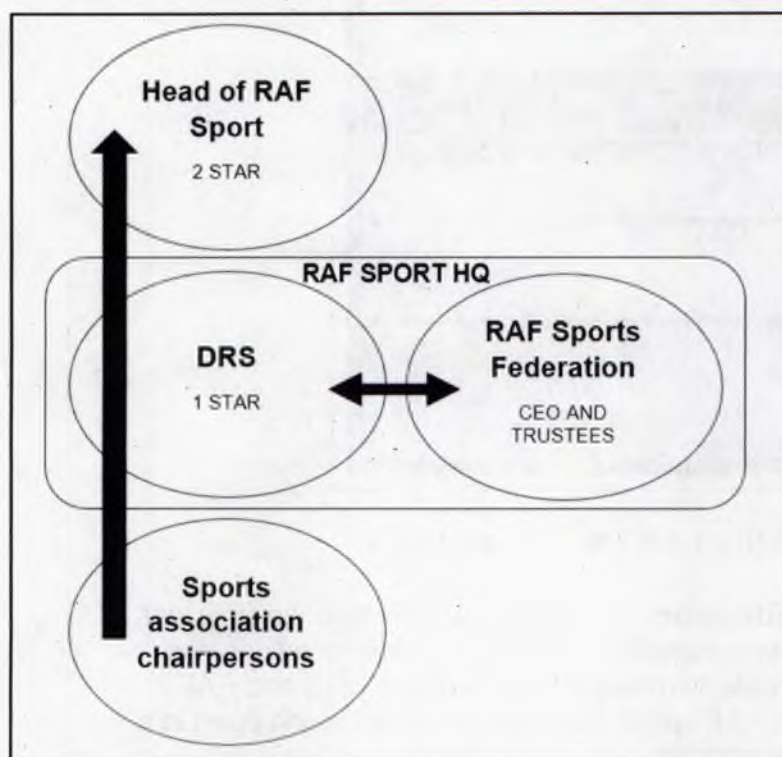 Head of RAF
Sport
2 STAR
RAF SPORT HQ
DRS
1 STAR
RAF Sports
Federation
CEO AND
TRUSTEES
Sports
association
chairpersons